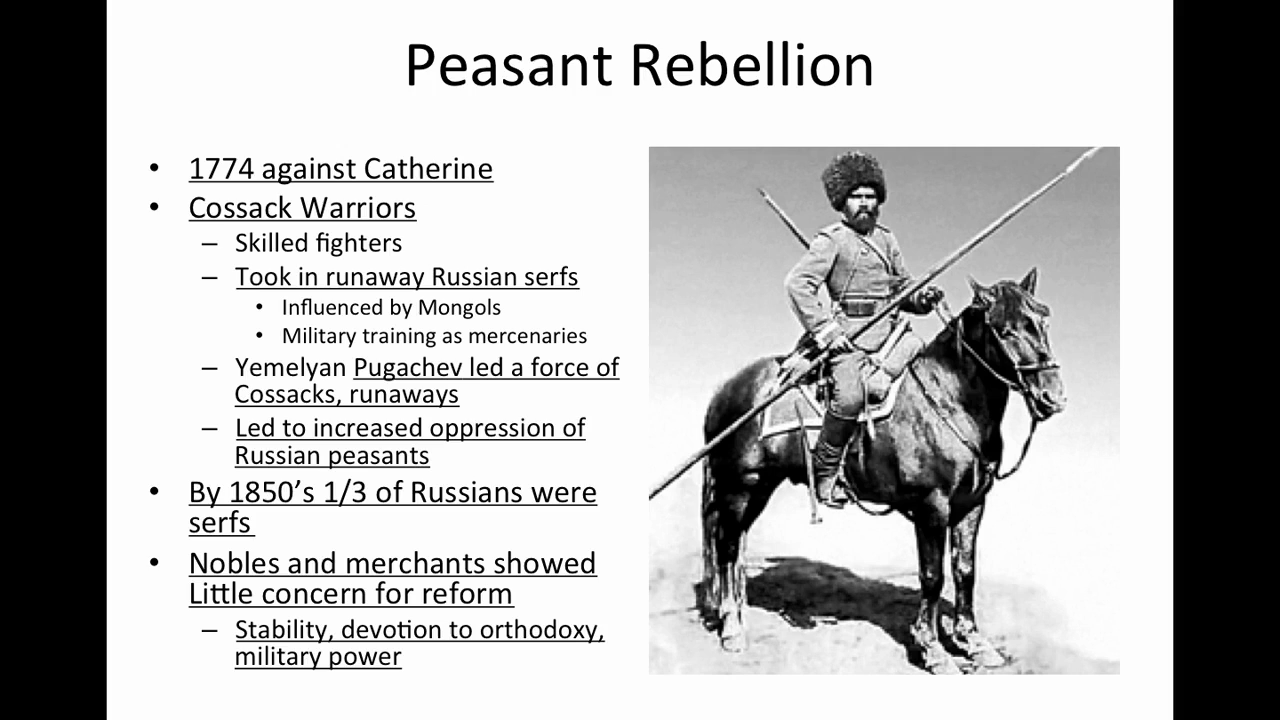 Peasant Rebellion
• 1774 against Catherine
• Cossack Warriors
– Skilled fighters
– Took in runaway Russian serfs
• Influenced by Mongols
• Military training as mercenaries
– Yemelyan Pugachev led a force of
Cossacks, runaways
– Led to increased oppression of
Russian peasants
• By 1850’s 1/3 of Russians were
serfs
• Nobles and merchants showed
Little concern for reform
– Stability, devotion to orthodoxy,
military power